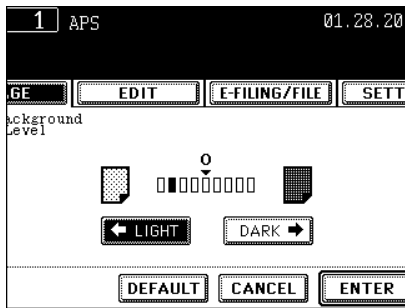 1 APS 01.28.20
GE EDIT E-FILING/FILE SETT
ackground
Level
0
LIGHT DARK
DEFAULT CANCEL ENTER